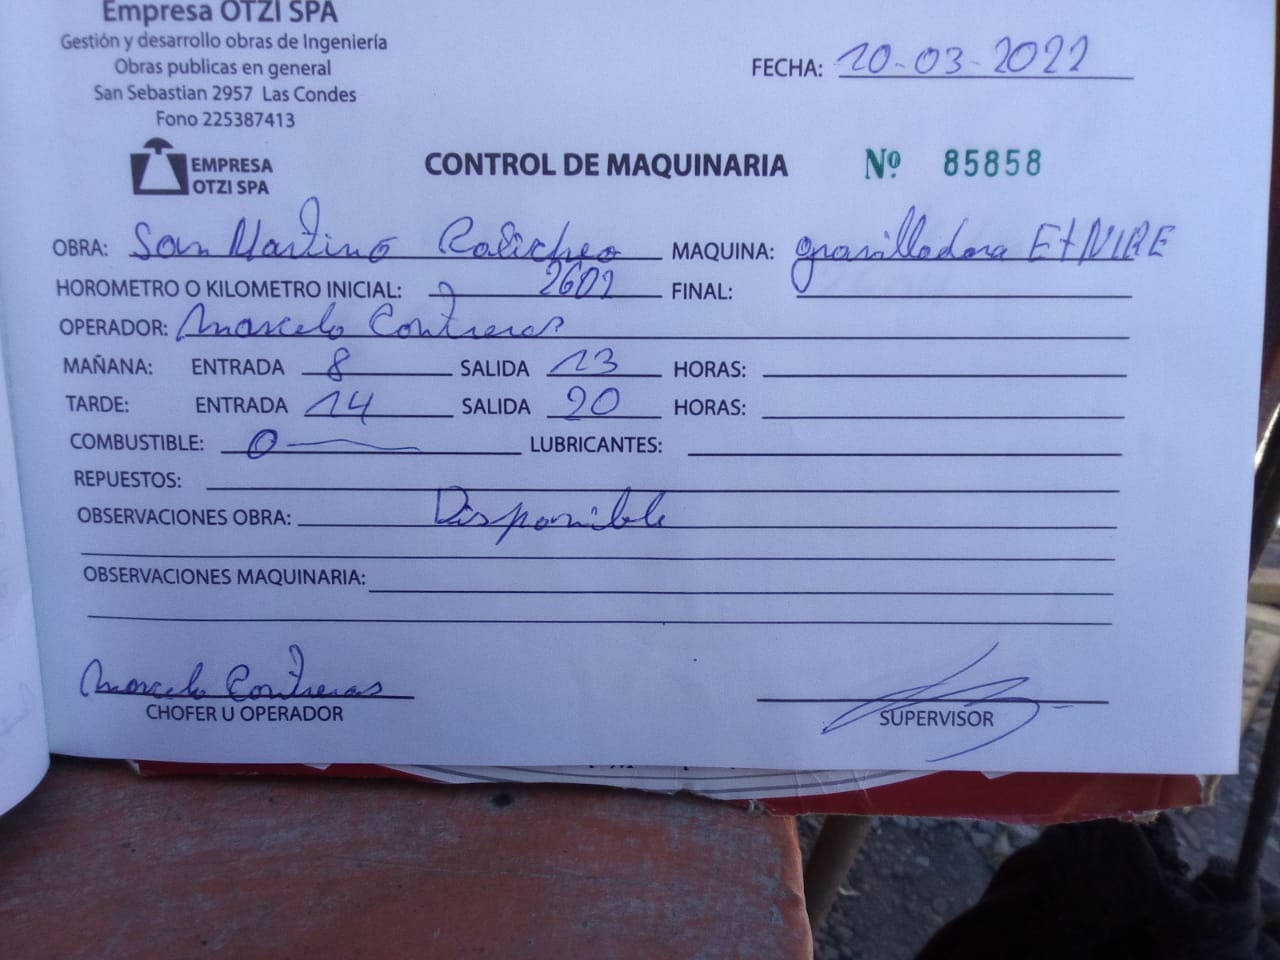 Empresa OTZI SPA
Gestión y desarrollo obras de Ingeniería
Obras publicas en general
San Sebastian 2957 Las Condes
Fono 225387413
FECHA: 10-03-2022
EMPRESA
OTZI SPA
CONTROL DE MAQUINARIA Nº 85858
OBRA: San Martino Calicheo MAQUINA: gravilladora EtNIRE
HOROMETRO O KILOMETRO INICIAL: 2602 FINAL:
OPERADOR: Marcelo Contreras
MAÑANA: ENTRADA 8 SALIDA 13 HORAS:
TARDE: ENTRADA 14 SALIDA 20 HORAS:
COMBUSTIBLE: 0 LUBRICANTES:
REPUESTOS:
OBSERVACIONES OBRA: Disponible
OBSERVACIONES MAQUINARIA:
Marcelo Contreras
CHOFER U OPERADOR
SUPERVISOR